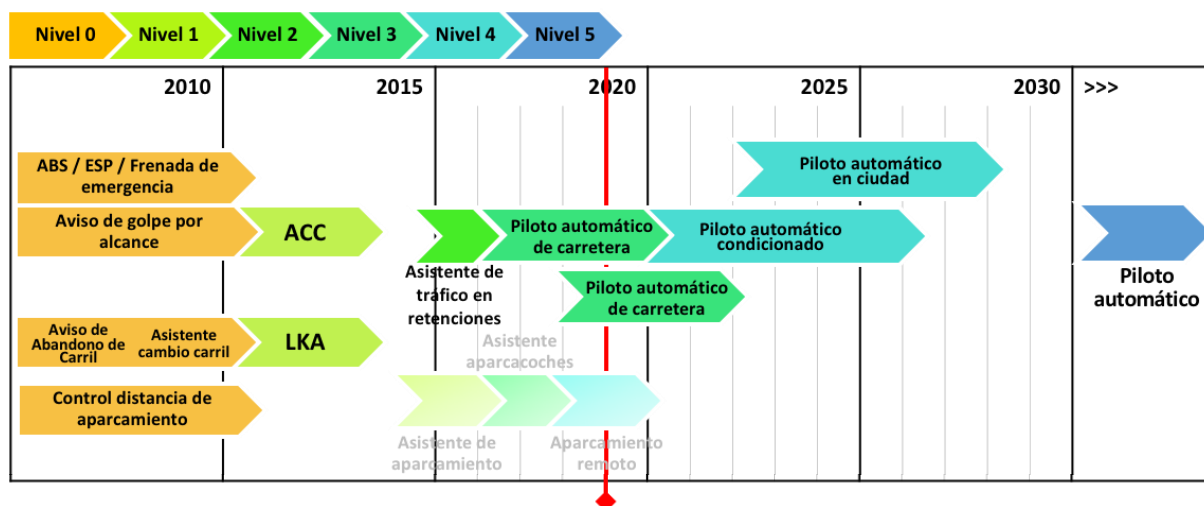 Nivel 0 Nivel 1 Nivel 2 Nivel 3 Nivel 4 Nivel 5
2010 2015 2020 2025 2030 >>>
ABS / ESP / Frenada de
emergencia
Piloto automático
en ciudad
Aviso de golpe por
alcance
ACC
Piloto automático
de carretera
Piloto automático
condicionado
Asistente de
tráfico en
retenciones
Piloto automático
de carretera
Piloto
automático
Aviso de
Abandono de
Carril
Asistente
cambio carril
LKA
Asistente
aparcacoches
Control distancia de
aparcamiento
Asistente de
aparcamiento
Aparcamiento
remoto